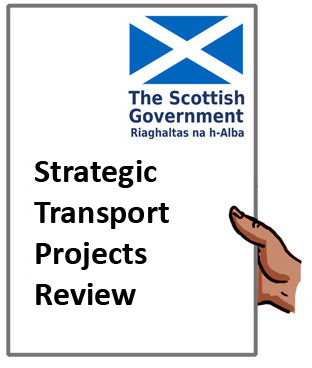 The Scottish
Government
Riaghaltas na h-Alba
Strategic
Transport
Projects
Review